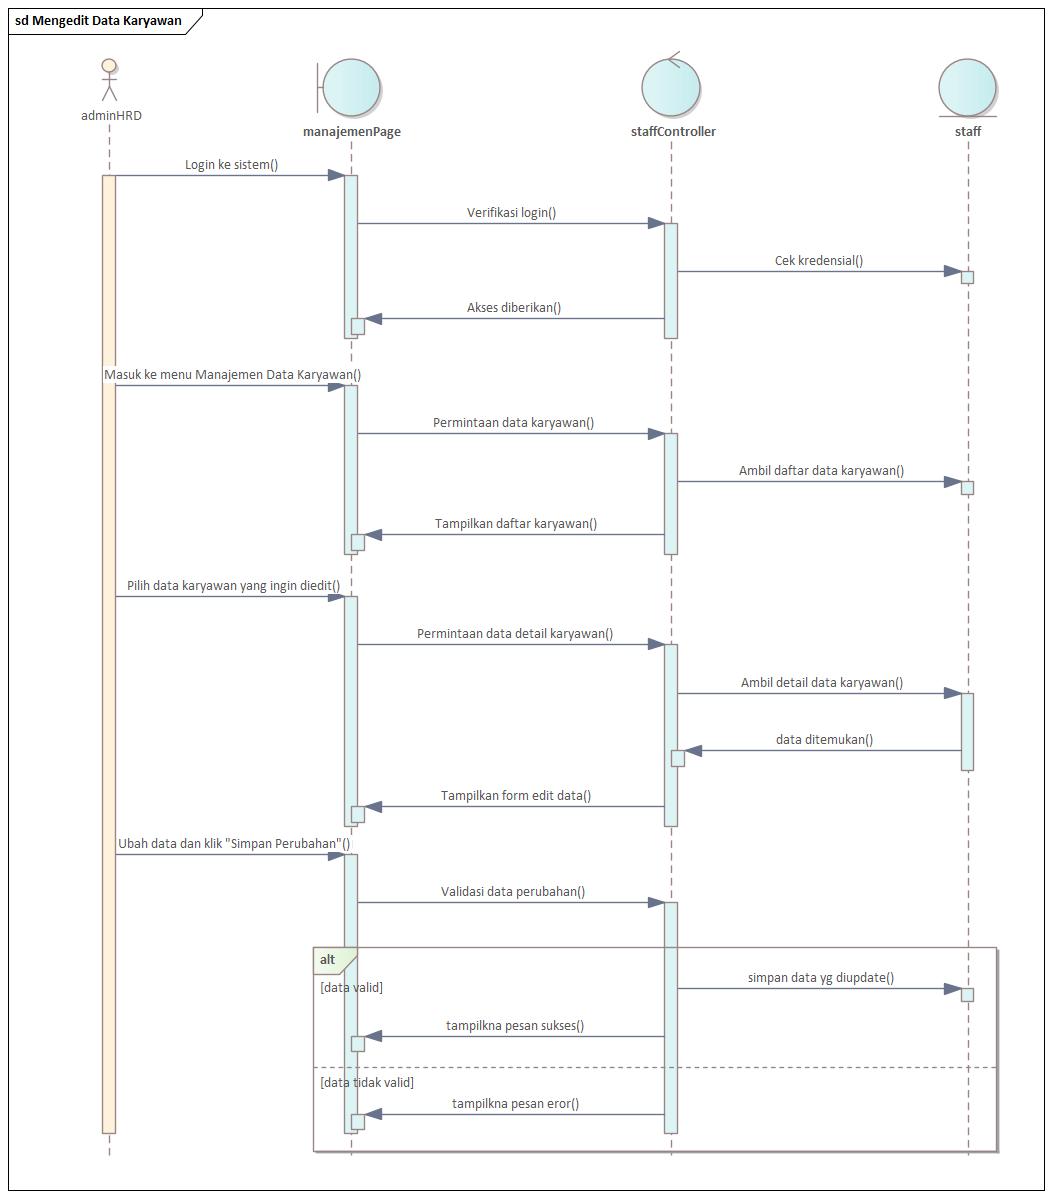 sd Mengedit Data Karyawan
adminHRD
manajemenPage
staffController
staff
Login ke sistem()
Verifikasi login()
Cek kredensial()
Akses diberikan()
Masuk ke menu Manajemen Data Karyawan()
Permintaan data karyawan()
Ambil daftar data karyawan()
Tampilkan daftar karyawan()
Pilih data karyawan yang ingin diedit()
Permintaan data detail karyawan()
Ambil detail data karyawan()
data ditemukan()
Tampilkan form edit data()
Ubah data dan klik "Simpan Perubahan"()
Validasi data perubahan()
alt
simpan data yg diupdate()
[data valid]
tampilkna pesan sukses()
[data tidak valid]
tampilkna pesan eror()